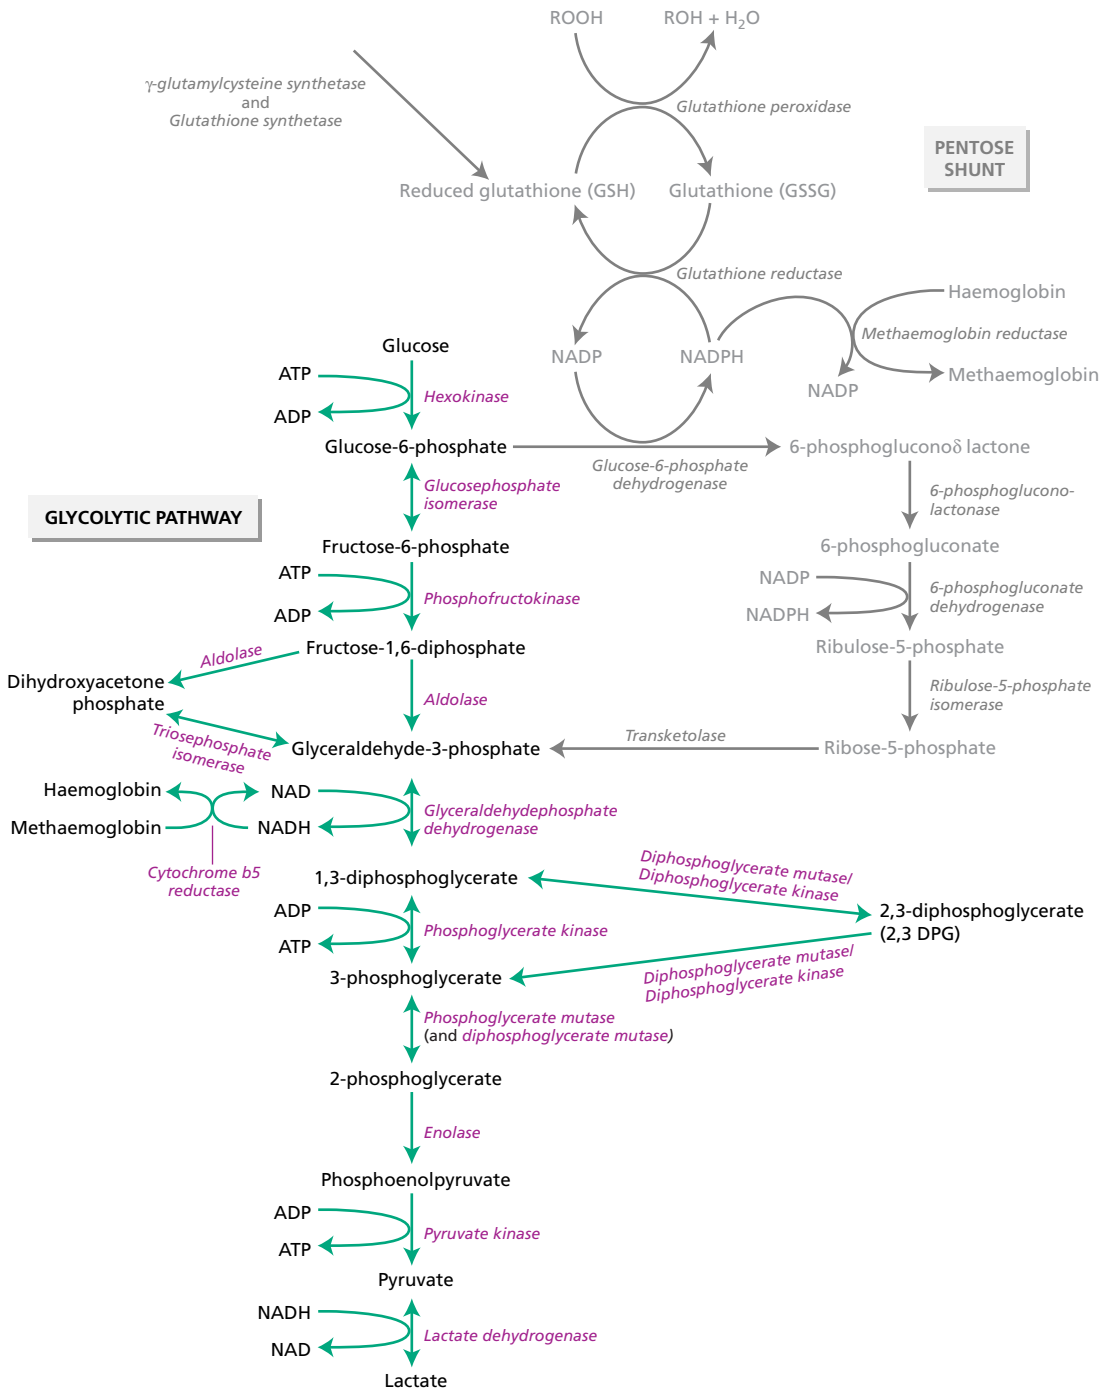 ROOH
ROH + H₂O
γ-glutamylcysteine synthetase
and
Glutathione synthetase
Glutathione peroxidase
PENTOSE
SHUNT
Reduced glutathione (GSH)
Glutathione (GSSG)
Glutathione reductase
Haemoglobin
Methaemoglobin reductase
NADP
NADPH
NADP
Methaemoglobin
Glucose
ATP
ADP
Hexokinase
Glucose-6-phosphate
Glucose-6-phosphate
dehydrogenase
6-phosphogluconoδ lactone
Glucosephosphate
isomerase
6-phosphoglucono-
lactonase
GLYCOLYTIC PATHWAY
Fructose-6-phosphate
6-phosphogluconate
ATP
ADP
Phosphofructokinase
NADP
NADPH
6-phosphogluconate
dehydrogenase
Fructose-1,6-diphosphate
Ribulose-5-phosphate
Aldolase
Dihydroxyacetone
phosphate
Aldolase
Ribulose-5-phosphate
isomerase
Triosephosphate
isomerase
Glyceraldehyde-3-phosphate
Transketolase
Ribose-5-phosphate
Haemoglobin
Methaemoglobin
NAD
NADH
Glyceraldehydephosphate
dehydrogenase
Cytochrome b5
reductase
1,3-diphosphoglycerate
Diphosphoglycerate mutase/
Diphosphoglycerate kinase
2,3-diphosphoglycerate
(2,3 DPG)
ADP
ATP
Phosphoglycerate kinase
3-phosphoglycerate
Diphosphoglycerate mutase/
Diphosphoglycerate kinase
Phosphoglycerate mutase
(and diphosphoglycerate mutase)
2-phosphoglycerate
Enolase
Phosphoenolpyruvate
ADP
ATP
Pyruvate kinase
Pyruvate
NADH
NAD
Lactate dehydrogenase
Lactate